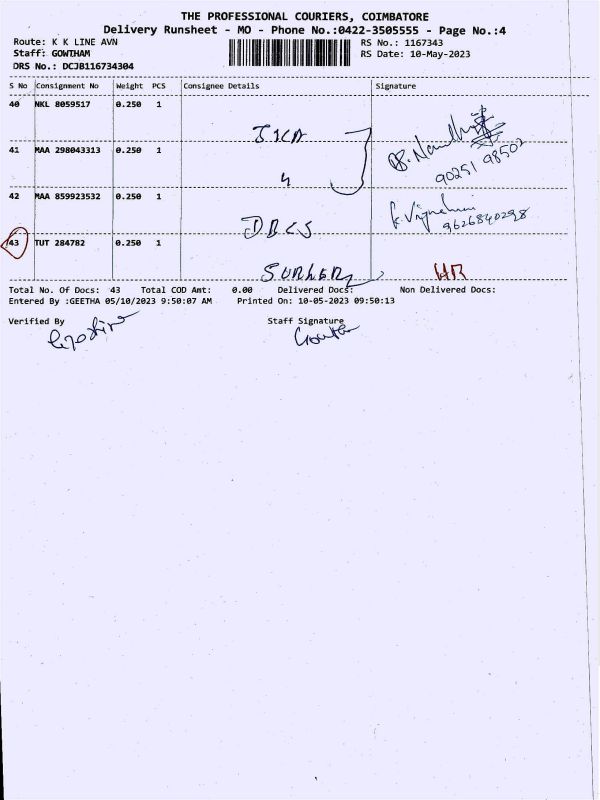 THE PROFESSIONAL COURIERS, COIMBATORE
Delivery Runsheet - MO - Phone No.:0422-3505555 - Page No.:4
Route: K K LINE AVN
RS No.: 1167343
Staff: GOWTHAM
RS Date: 10-May-2023
DRS No.: DCJB116734304
S No Consignment No Weight PCS Consignee Details Signature
40 NKL 8059517 0.250 1
41 MAA 298043313 0.250 1
90251 98502
4
42 MAA 859923532 0.250 1
9626840298
DBCS
43 TUT 284782 0.250 1
HR
Total No. Of Docs: 43 Total COD Amt: 0.00 Delivered Docs: Non Delivered Docs:
Entered By :GEETHA 05/10/2023 9:50:07 AM Printed On: 10-05-2023 09:50:13
Verified By Staff Signature